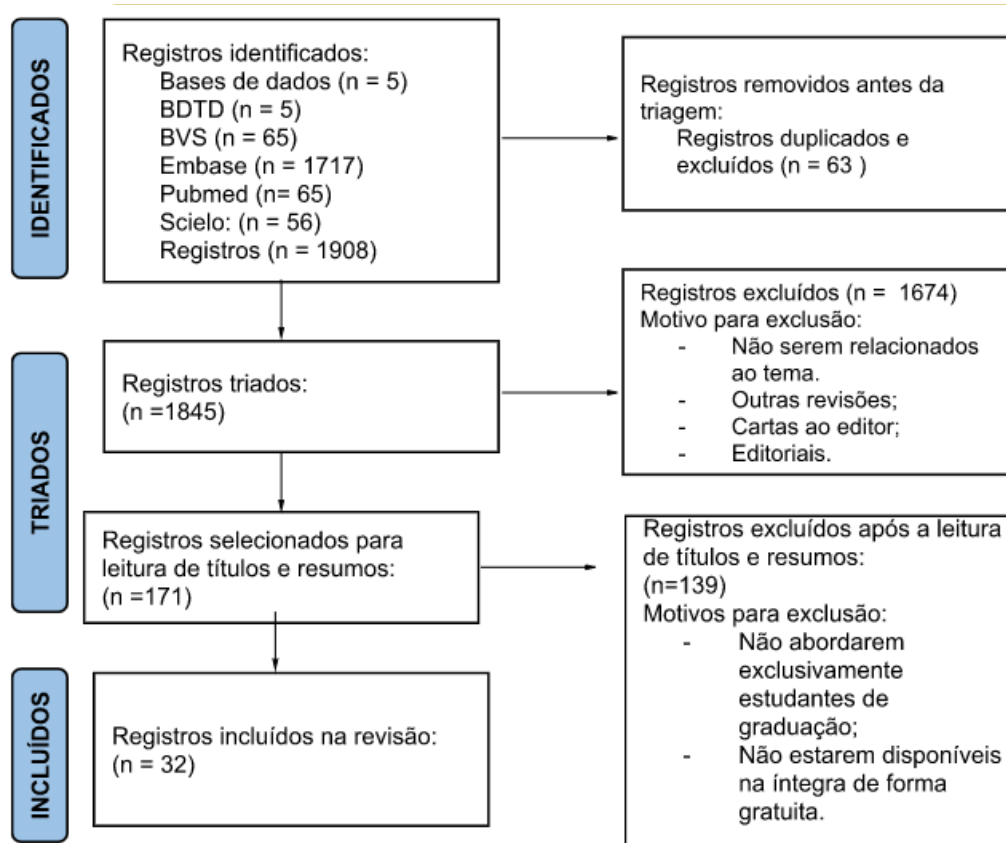 IDENTIFICADOS
Registros identificados:
Bases de dados (n = 5)
BDTD (n = 5)
BVS (n = 65)
Embase (n = 1717)
Pubmed (n= 65)
Scielo: (n = 56)
Registros (n = 1908)
Registros removidos antes da
triagem:
Registros duplicados e
excluídos (n = 63 )
TRIADOS
Registros triados:
(n =1845)
Registros excluídos (n =  1674)
Motivo para exclusão:
- Não serem relacionados
ao tema.
- Outras revisões;
- Cartas ao editor;
- Editoriais.
Registros selecionados para
leitura de títulos e resumos:
(n =171)
Registros excluídos após a leitura
de títulos e resumos:
(n=139)
Motivos para exclusão:
- Não abordarem
exclusivamente
estudantes de
graduação;
- Não estarem disponíveis
na íntegra de forma
gratuita.
INCLUÍDOS
Registros incluídos na revisão:
(n = 32)